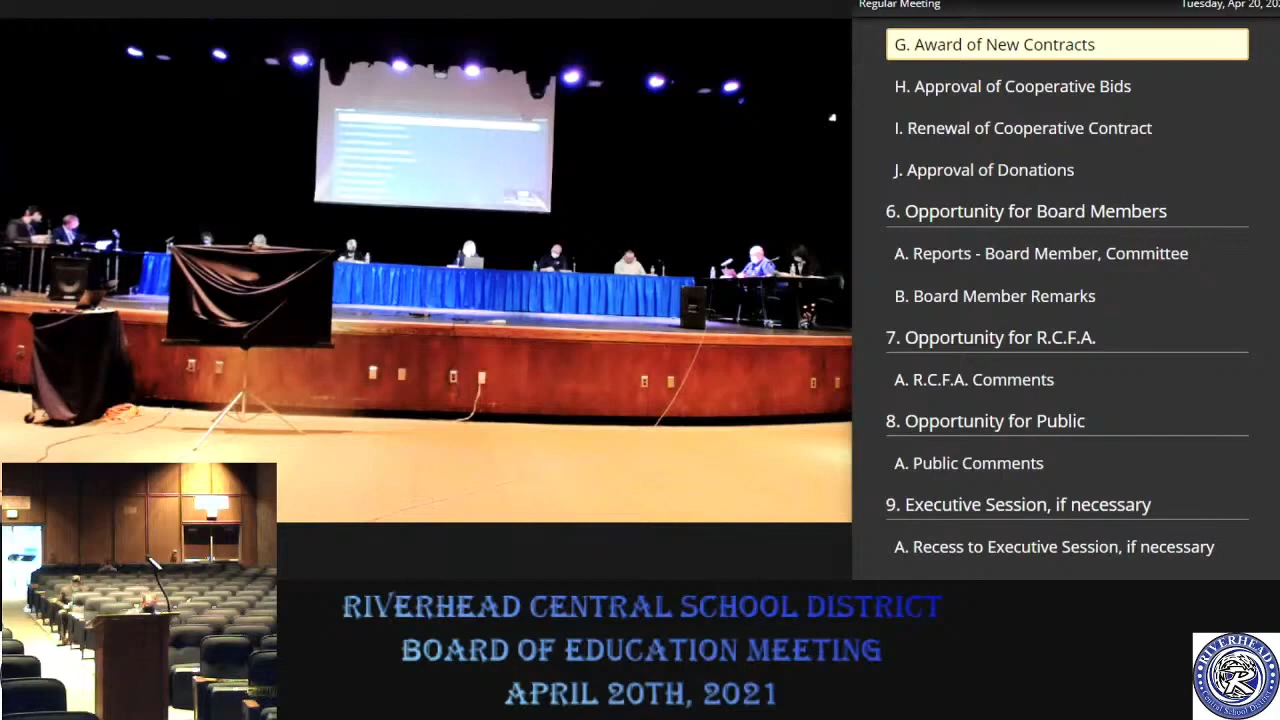 Regular Meeting
Tuesday, Apr 20,
G. Award of New Contracts
H. Approval of Cooperative Bids
I. Renewal of Cooperative Contract
J. Approval of Donations
6. Opportunity for Board Members
A. Reports - Board Member, Committee
B. Board Member Remarks
7. Opportunity for R.C.F.A.
A. R.C.F.A. Comments
8. Opportunity for Public
A. Public Comments
9. Executive Session, if necessary
A. Recess to Executive Session, if necessary
RIVERHEAD CENTRAL SCHOOL DISTRICT
BOARD OF EDUCATION MEETING
APRIL 20TH, 2021
RIVERHEAD
R
Central School District